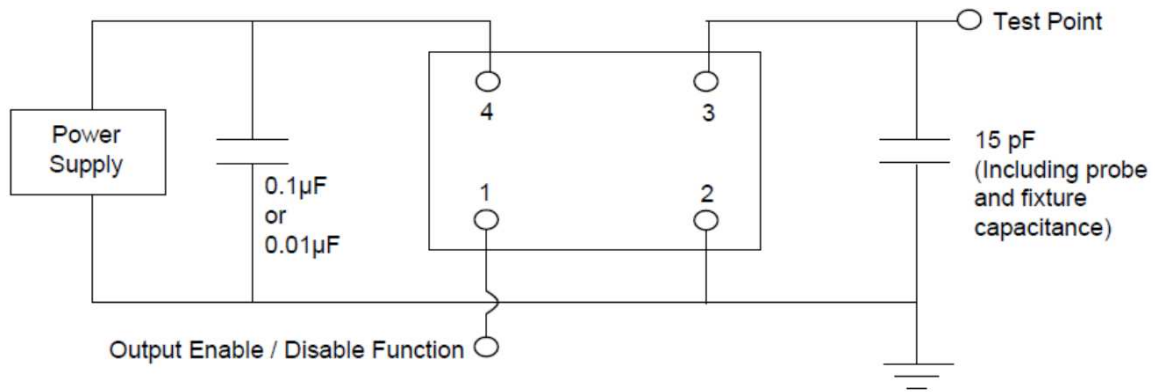 Test Point
4
3
Power
Supply
15 pF
(Including probe
and fixture
capacitance)
0.1µF
or
0.01µF
1
2
Output Enable / Disable Function